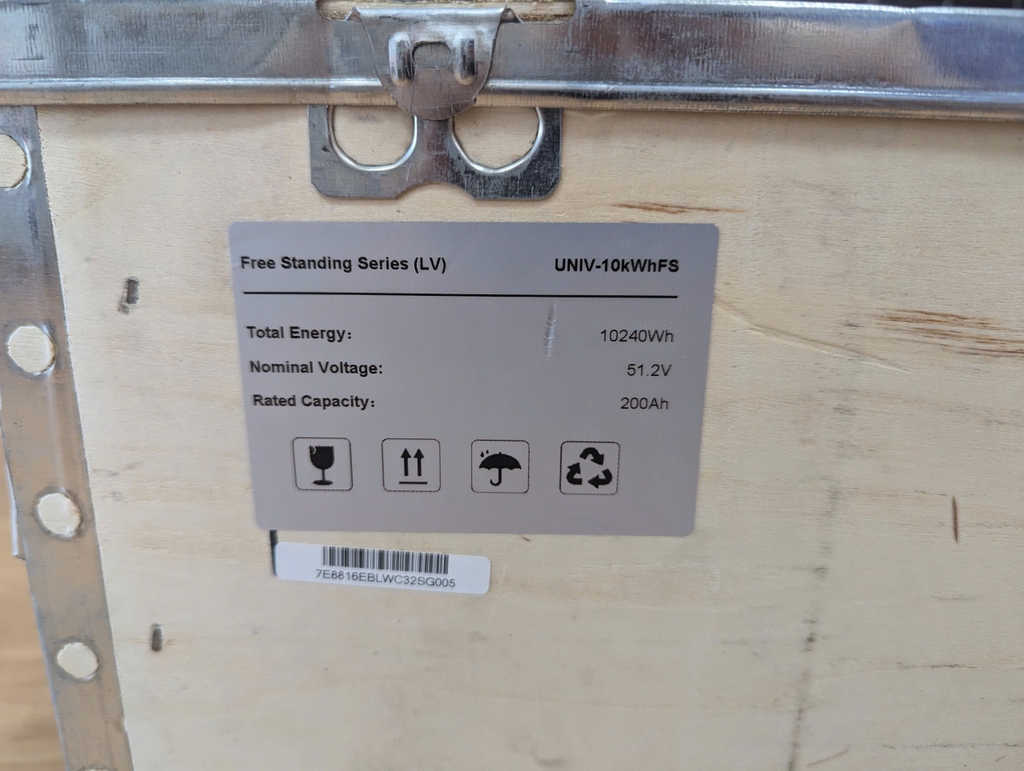 Free Standing Series (LV) UNIV-10kWhFS
Total Energy: 10240Wh
Nominal Voltage: 51.2V
Rated Capacity: 200Ah
7E8816EBLWC32SG005